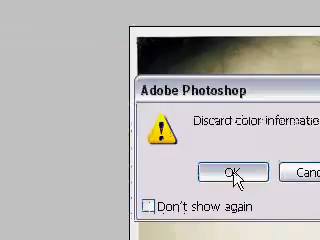 Adobe Photoshop
Discard color informatio
OK
Canc
Don't show again